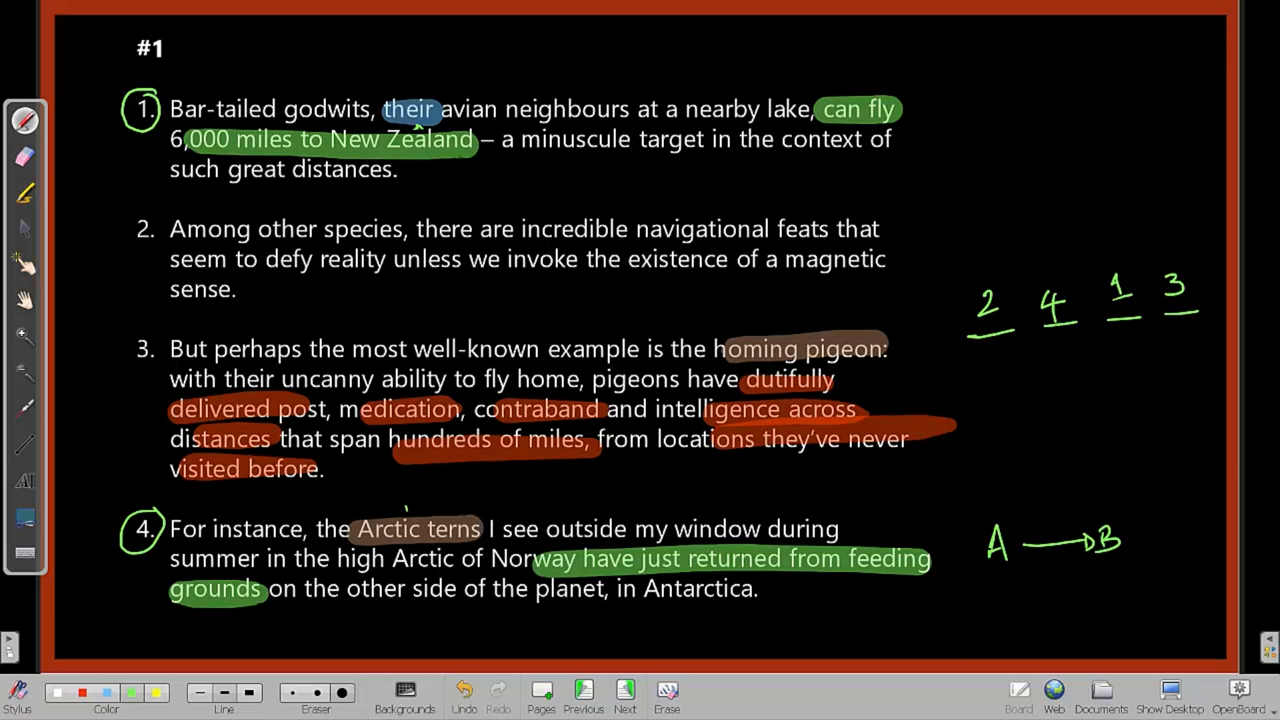 #1
1. Bar-tailed godwits, their avian neighbours at a nearby lake, can fly
6,000 miles to New Zealand – a minuscule target in the context of
such great distances.
2. Among other species, there are incredible navigational feats that
seem to defy reality unless we invoke the existence of a magnetic
sense.
2 4 1 3
3. But perhaps the most well-known example is the homing pigeon:
with their uncanny ability to fly home, pigeons have dutifully
delivered post, medication, contraband and intelligence across
distances that span hundreds of miles, from locations they’ve never
visited before.
4. For instance, the Arctic terns I see outside my window during
summer in the high Arctic of Norway have just returned from feeding
grounds on the other side of the planet, in Antarctica.
A → B
AI
Stylus Color Line Eraser Backgrounds Undo Redo Pages Previous Next Erase Board Web Documents Show Desktop OpenBoard